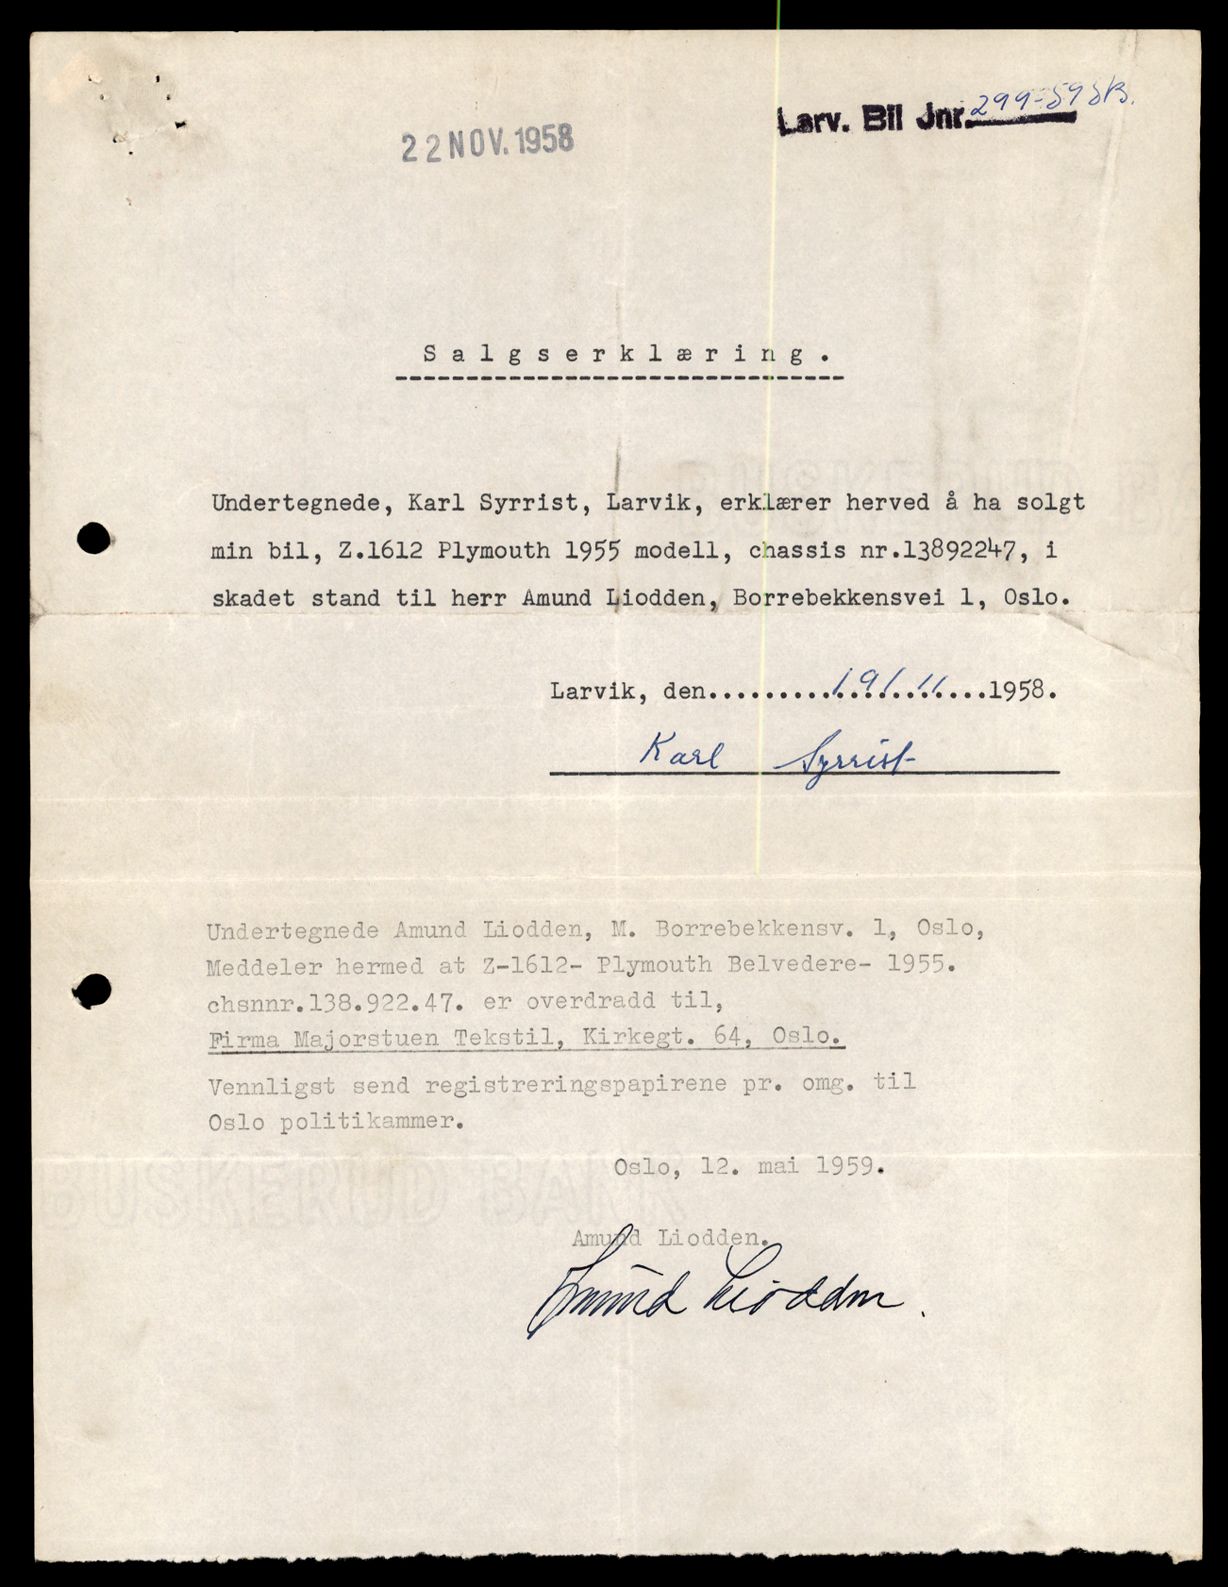 22 NOV. 1958
Larv. Bil Jnr. 299-59 SB.
Salgserklæring.
Undertegnede, Karl Syrrist, Larvik, erklærer herved å ha solgt
min bil, Z.1612 Plymouth 1955 modell, chassis nr.13892247, i
skadet stand til herr Amund Liodden, Borrebekkensvei 1, Oslo.
Larvik, den..........19/.11....1958.
Karl Syrrist
Undertegnede Amund Liodden, M. Borrebekkensv. 1, Oslo,
Meddeler hermed at Z-1612- Plymouth Belvedere- 1955.
chsnnr.138.922.47. er overdradd til,
Firma Majorstuen Tekstil, Kirkegt. 64, Oslo.
Vennligst send registreringspapirene pr. omg. til
Oslo politikammer.
Oslo, 12. mai 1959.
BUSKERUD BANK
Amund Liodden.
Amund Liodden.